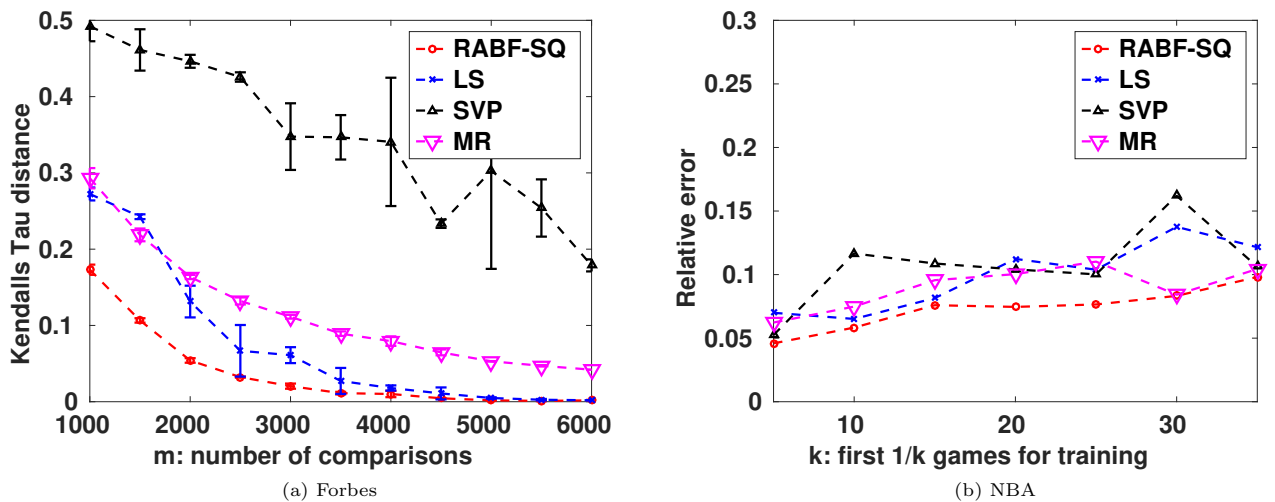 0.5
0.4
0.3
0.2
0.1
0
Kendalls Tau distance
1000 2000 3000 4000 5000 6000
m: number of comparisons
RABF-SQ
LS
SVP
MR
(a) Forbes
0.3
0.25
0.2
0.15
0.1
0.05
0
Relative error
10 20 30
k: first 1/k games for training
RABF-SQ
LS
SVP
MR
(b) NBA